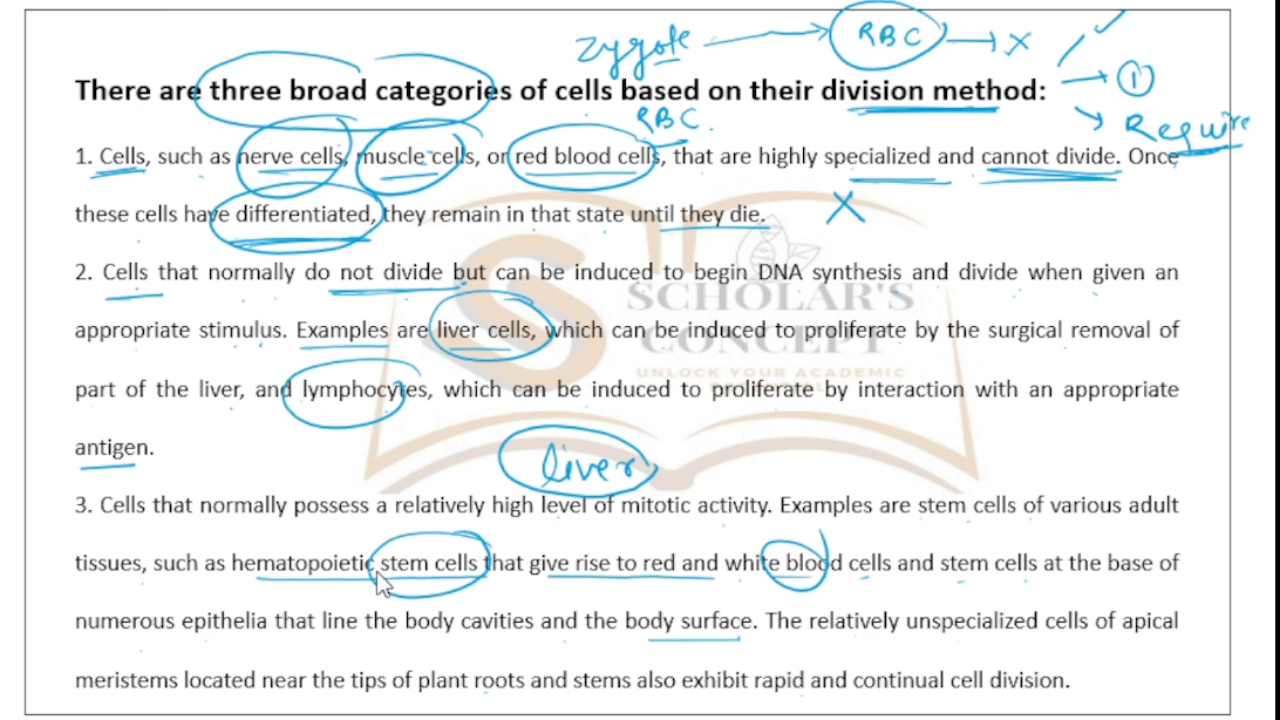 zygote RBC X
①
There are three broad categories of cells based on their division method:
RBC. Require
1. Cells, such as nerve cells, muscle cells, or red blood cells, that are highly specialized and cannot divide. Once
these cells have differentiated, they remain in that state until they die. X
2. Cells that normally do not divide but can be induced to begin DNA synthesis and divide when given an
SCHOLAR'S
appropriate stimulus. Examples are liver cells, which can be induced to proliferate by the surgical removal of
CONCEPT
UNLOCK YOUR ACADEMIC
part of the liver, and lymphocytes, which can be induced to proliferate by interaction with an appropriate
antigen.
liver
3. Cells that normally possess a relatively high level of mitotic activity. Examples are stem cells of various adult
tissues, such as hematopoietic stem cells that give rise to red and white blood cells and stem cells at the base of
numerous epithelia that line the body cavities and the body surface. The relatively unspecialized cells of apical
meristems located near the tips of plant roots and stems also exhibit rapid and continual cell division.